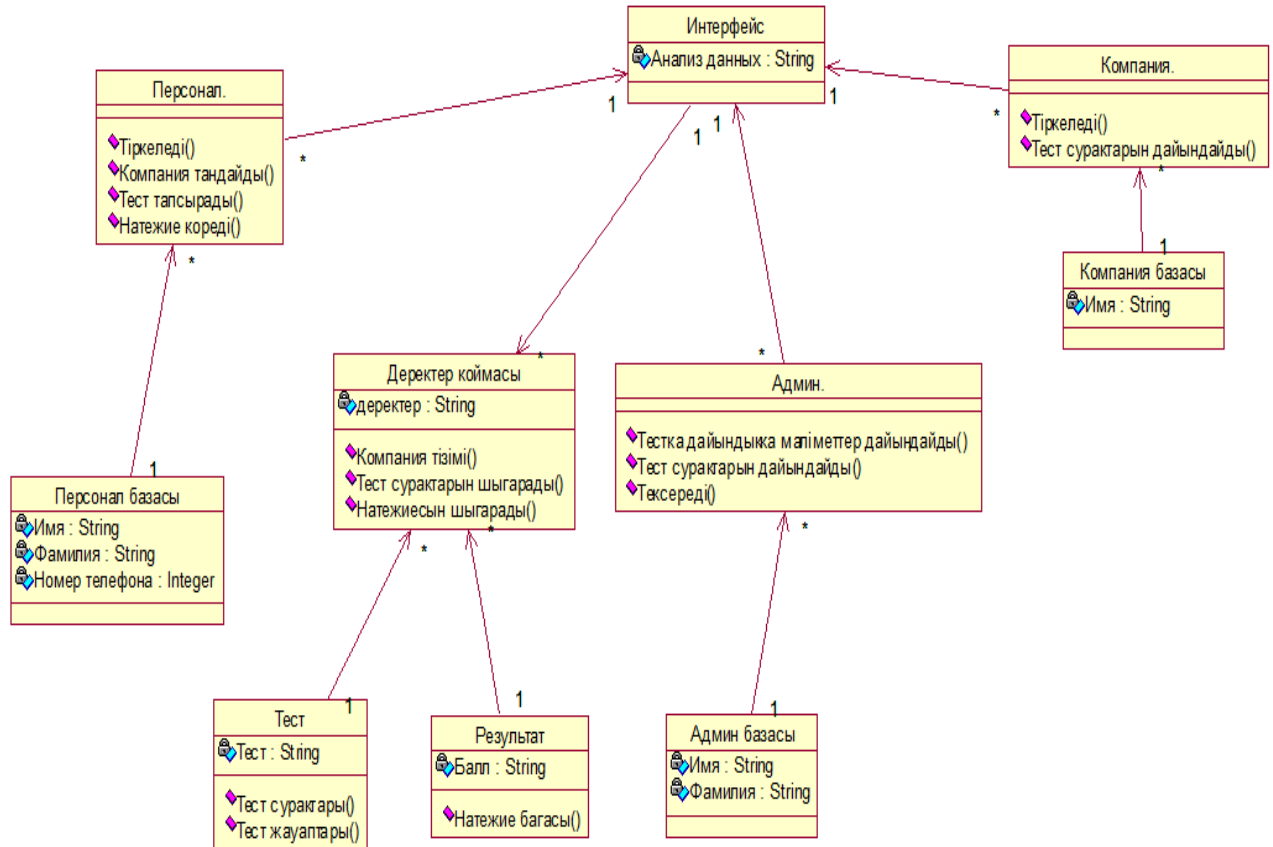 Интерфейс
Анализ данных : String
Персонал.
Тіркеледі()
Компания тандайды()
Тест тапсырады()
Натежие кореді()
Компания.
Тіркеледі()
Тест сурактарын дайындайды()
1
*
1
1
1
*
*
*
1
Компания базасы
Имя : String
*
*
Деректер коймасы
деректер : String
Компания тізімі()
Тест сурактарын шыгарады()
Натежиесын шыгарады()
Админ.
Тестка дайындыкка маліметтер дайындайды()
Тест сурактарын дайындайды()
Тексереді()
1
Персонал базасы
Имя : String
Фамилия : String
Номер телефона : Integer
*
*
*
1
Тест
Тест : String
Тест сурактары()
Тест жауаптары()
1
Результат
Балл : String
Натежие багасы()
1
Админ базасы
Имя : String
Фамилия : String